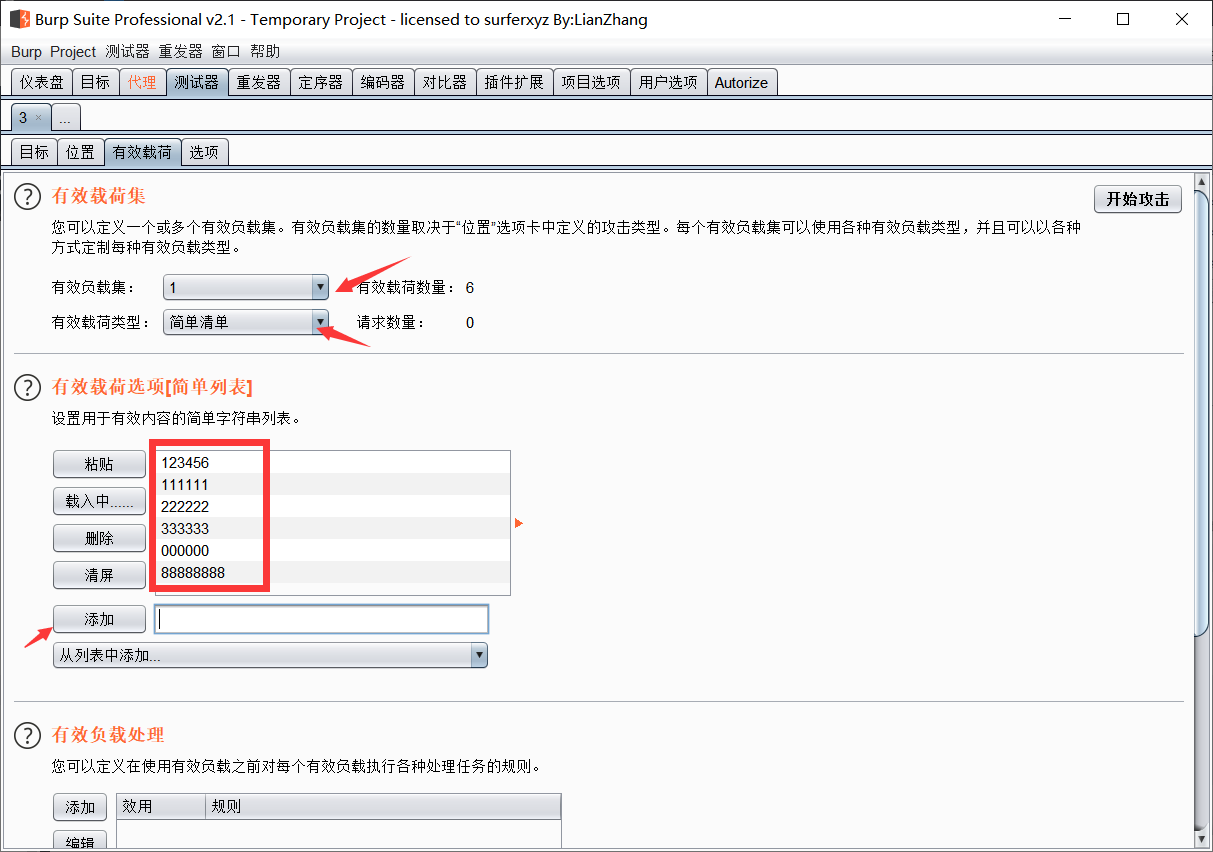 Burp Suite Professional v2.1 - Temporary Project - licensed to surferxyz By:LianZhang
Burp Project 测试器 重发器 窗口 帮助
仪表盘 目标 代理 测试器 重发器 定序器 编码器 对比器 插件扩展 项目选项 用户选项 Autorize
3 × ...
目标 位置 有效载荷 选项
? 有效载荷集 开始攻击
您可以定义一个或多个有效负载集。有效负载集的数量取决于“位置”选项卡中定义的攻击类型。每个有效负载集可以使用各种有效负载类型，并且可以以各种
方式定制每种有效负载类型。
有效负载集： 1 有效载荷数量： 6
有效载荷类型： 简单清单 请求数量： 0
? 有效载荷选项[简单列表]
设置用于有效内容的简单字符串列表。
粘贴 123456
111111
载入中...... 222222
333333
删除 000000
清屏 88888888
添加
从列表中添加...
? 有效负载处理
您可以定义在使用有效负载之前对每个有效负载执行各种处理任务的规则。
添加 效用 规则
编辑